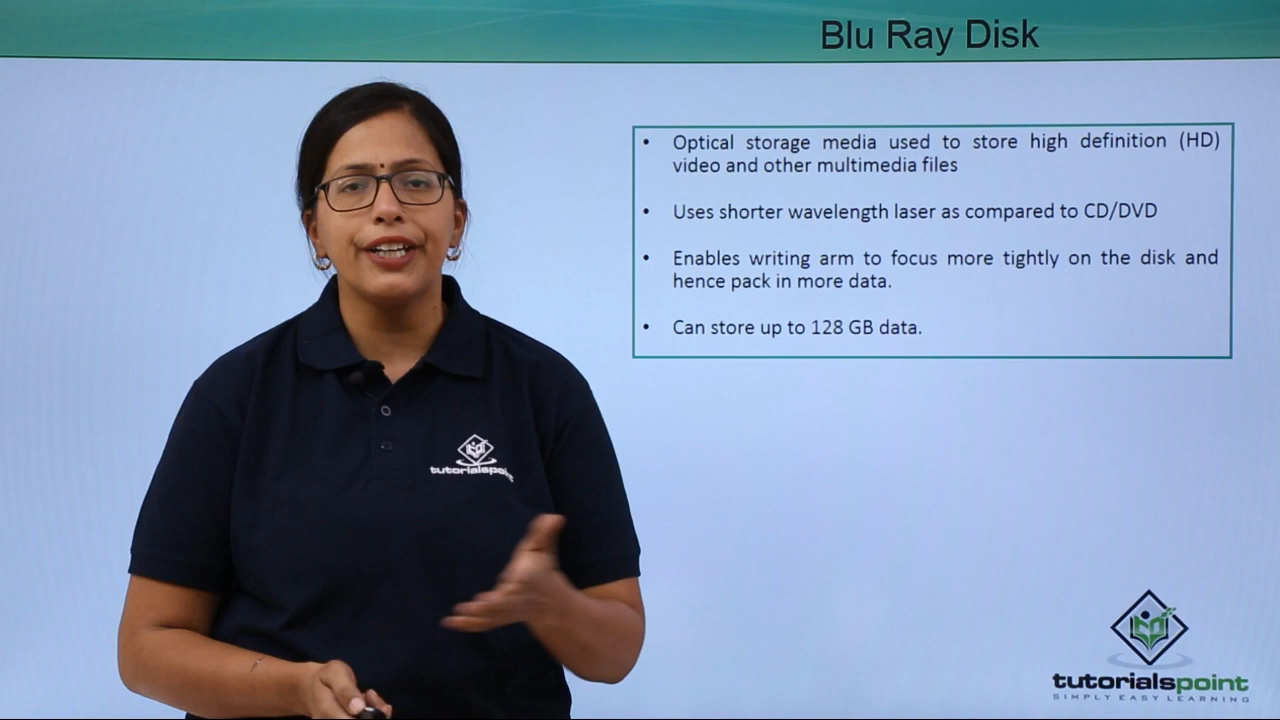 Blu Ray Disk
• Optical storage media used to store high definition (HD)
video and other multimedia files
• Uses shorter wavelength laser as compared to CD/DVD
• Enables writing arm to focus more tightly on the disk and
hence pack in more data.
• Can store up to 128 GB data.
tutorialspoint
tutorialspoint
SIMPLY EASY LEARNING